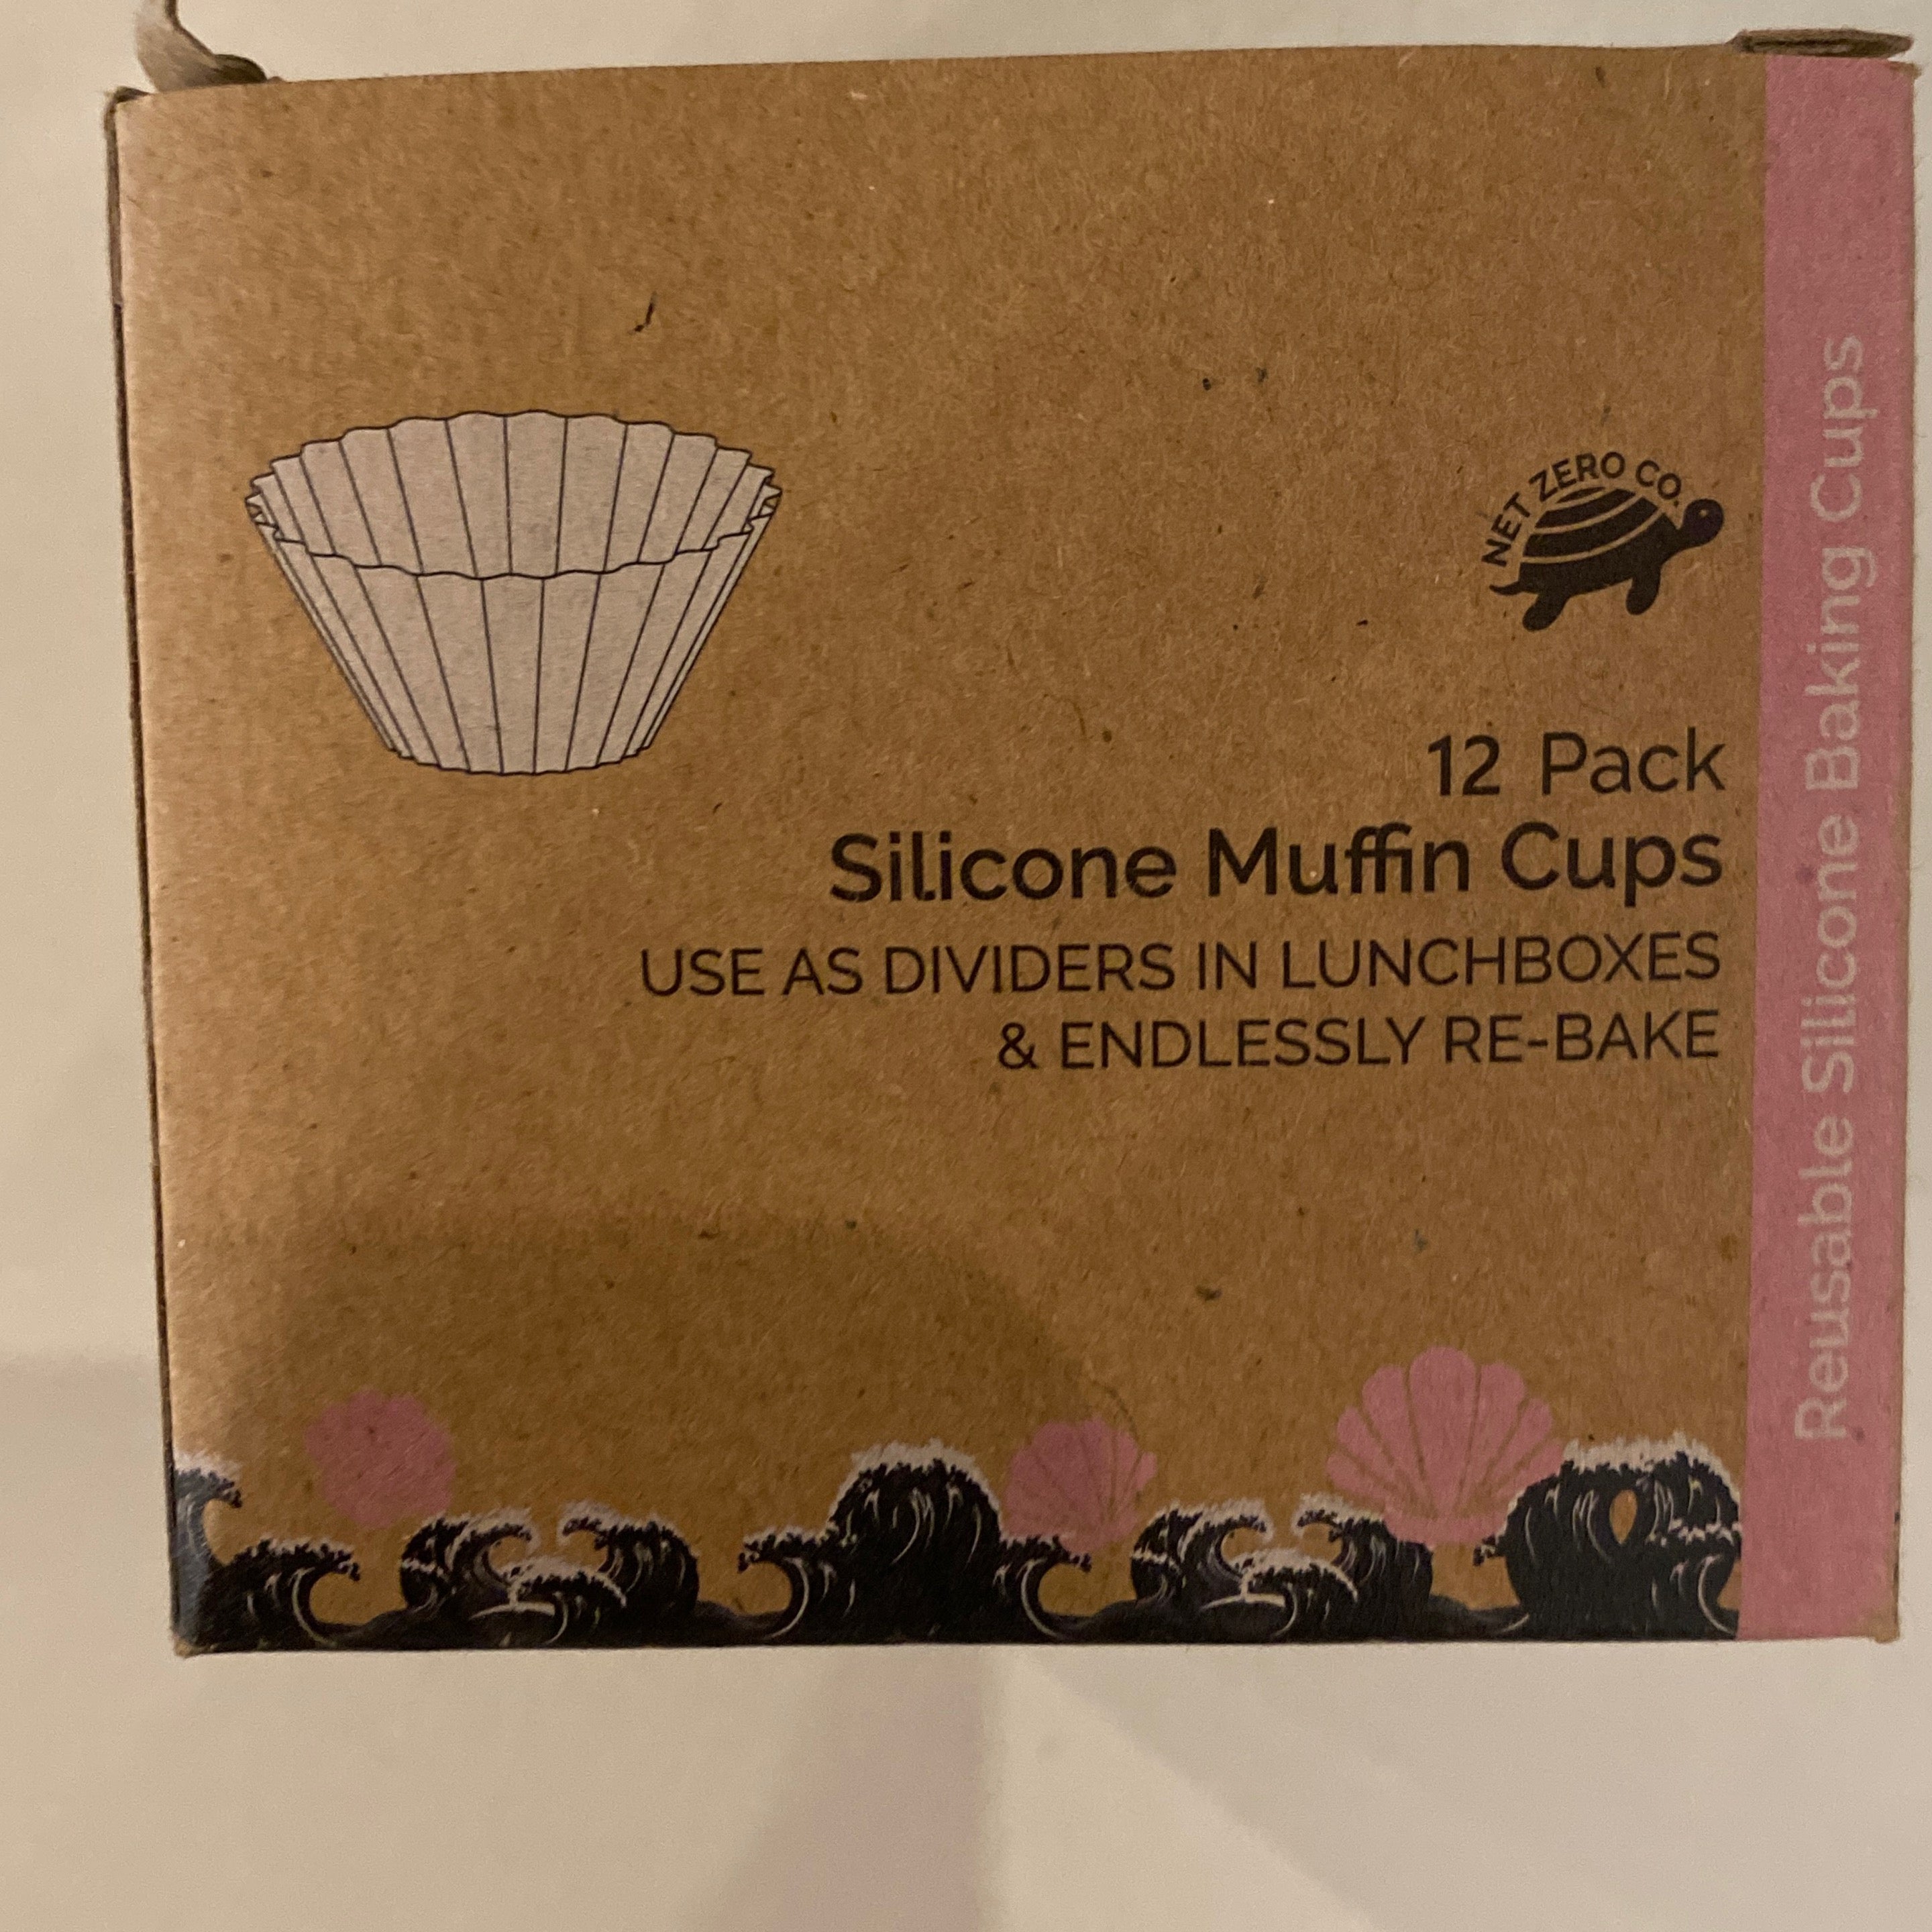 NET ZERO CO.
12 Pack
Silicone Muffin Cups
USE AS DIVIDERS IN LUNCHBOXES
& ENDLESSLY RE-BAKE
Reusable Silicone Baking Cups